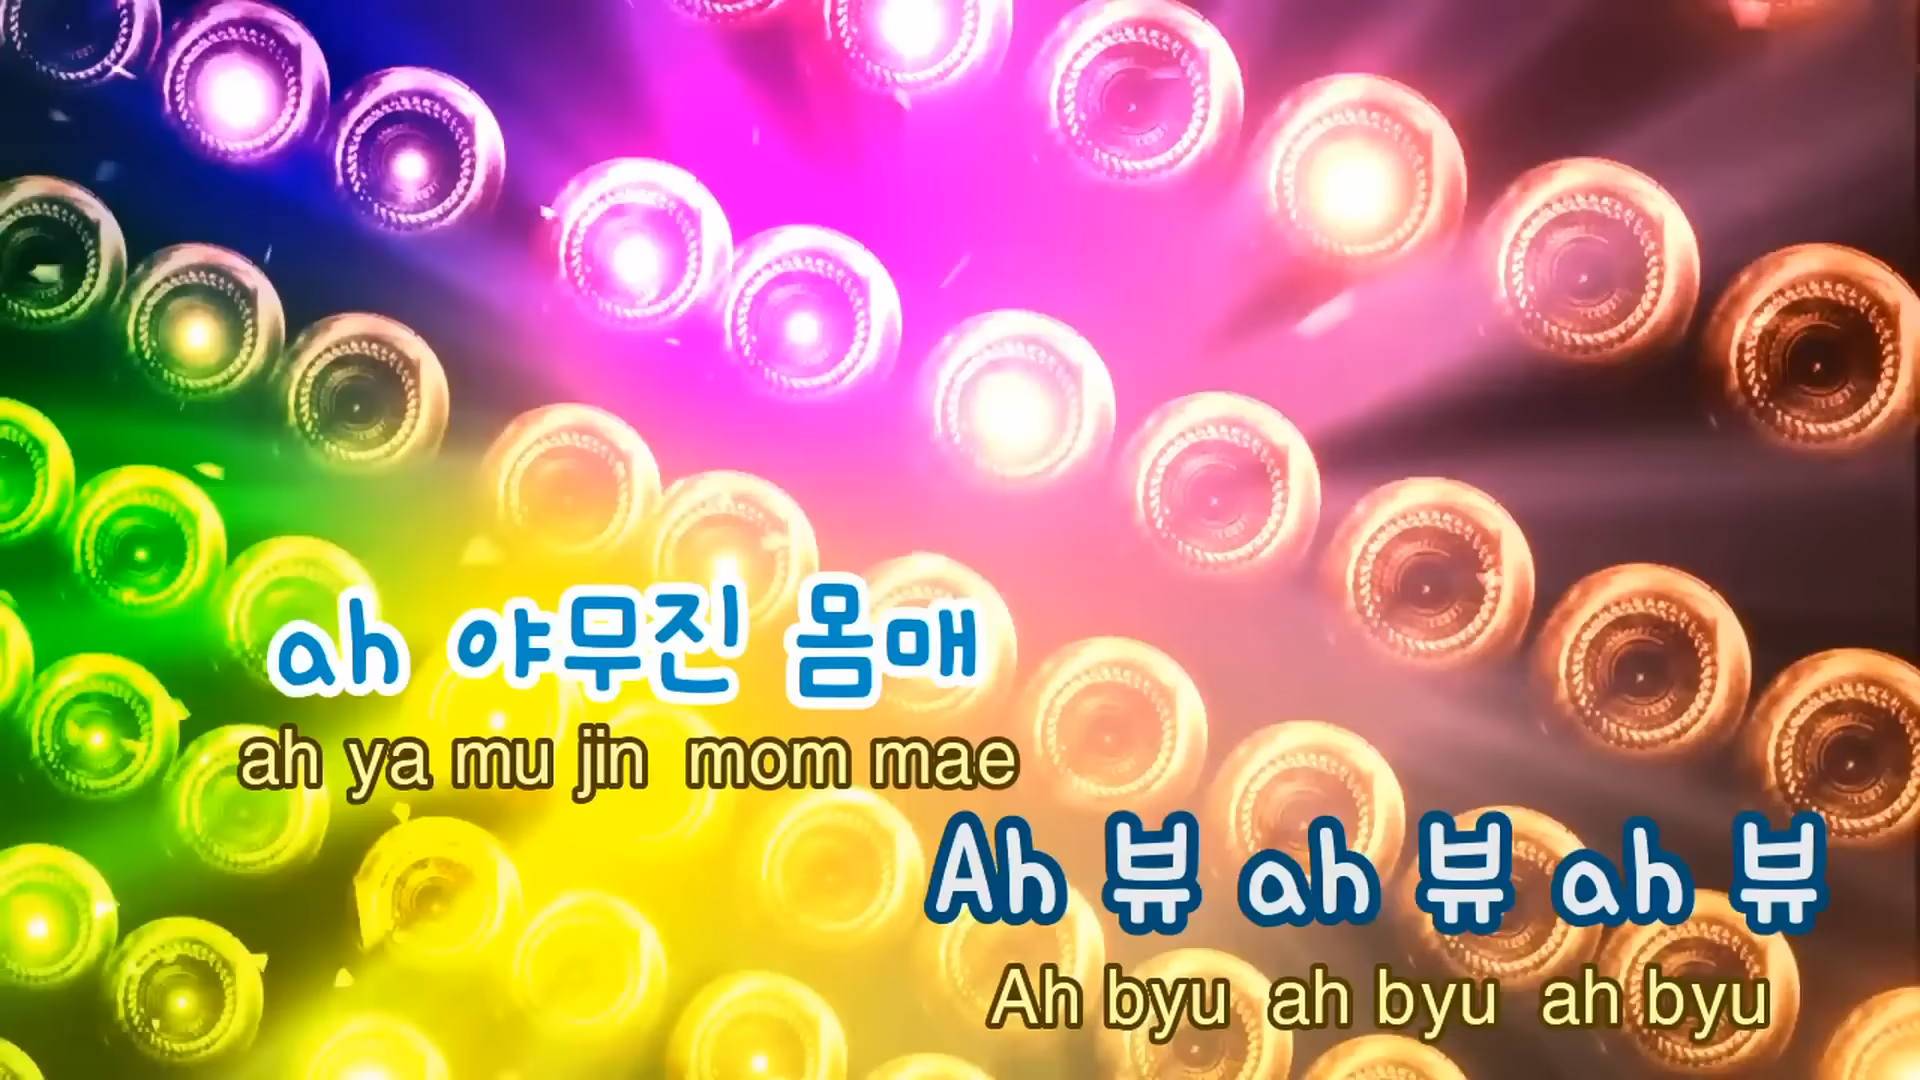 ah 야무진 몸매
ah ya mu jin mom mae
Ah 뷰 ah 뷰 ah 뷰
Ah byu ah byu ah byu